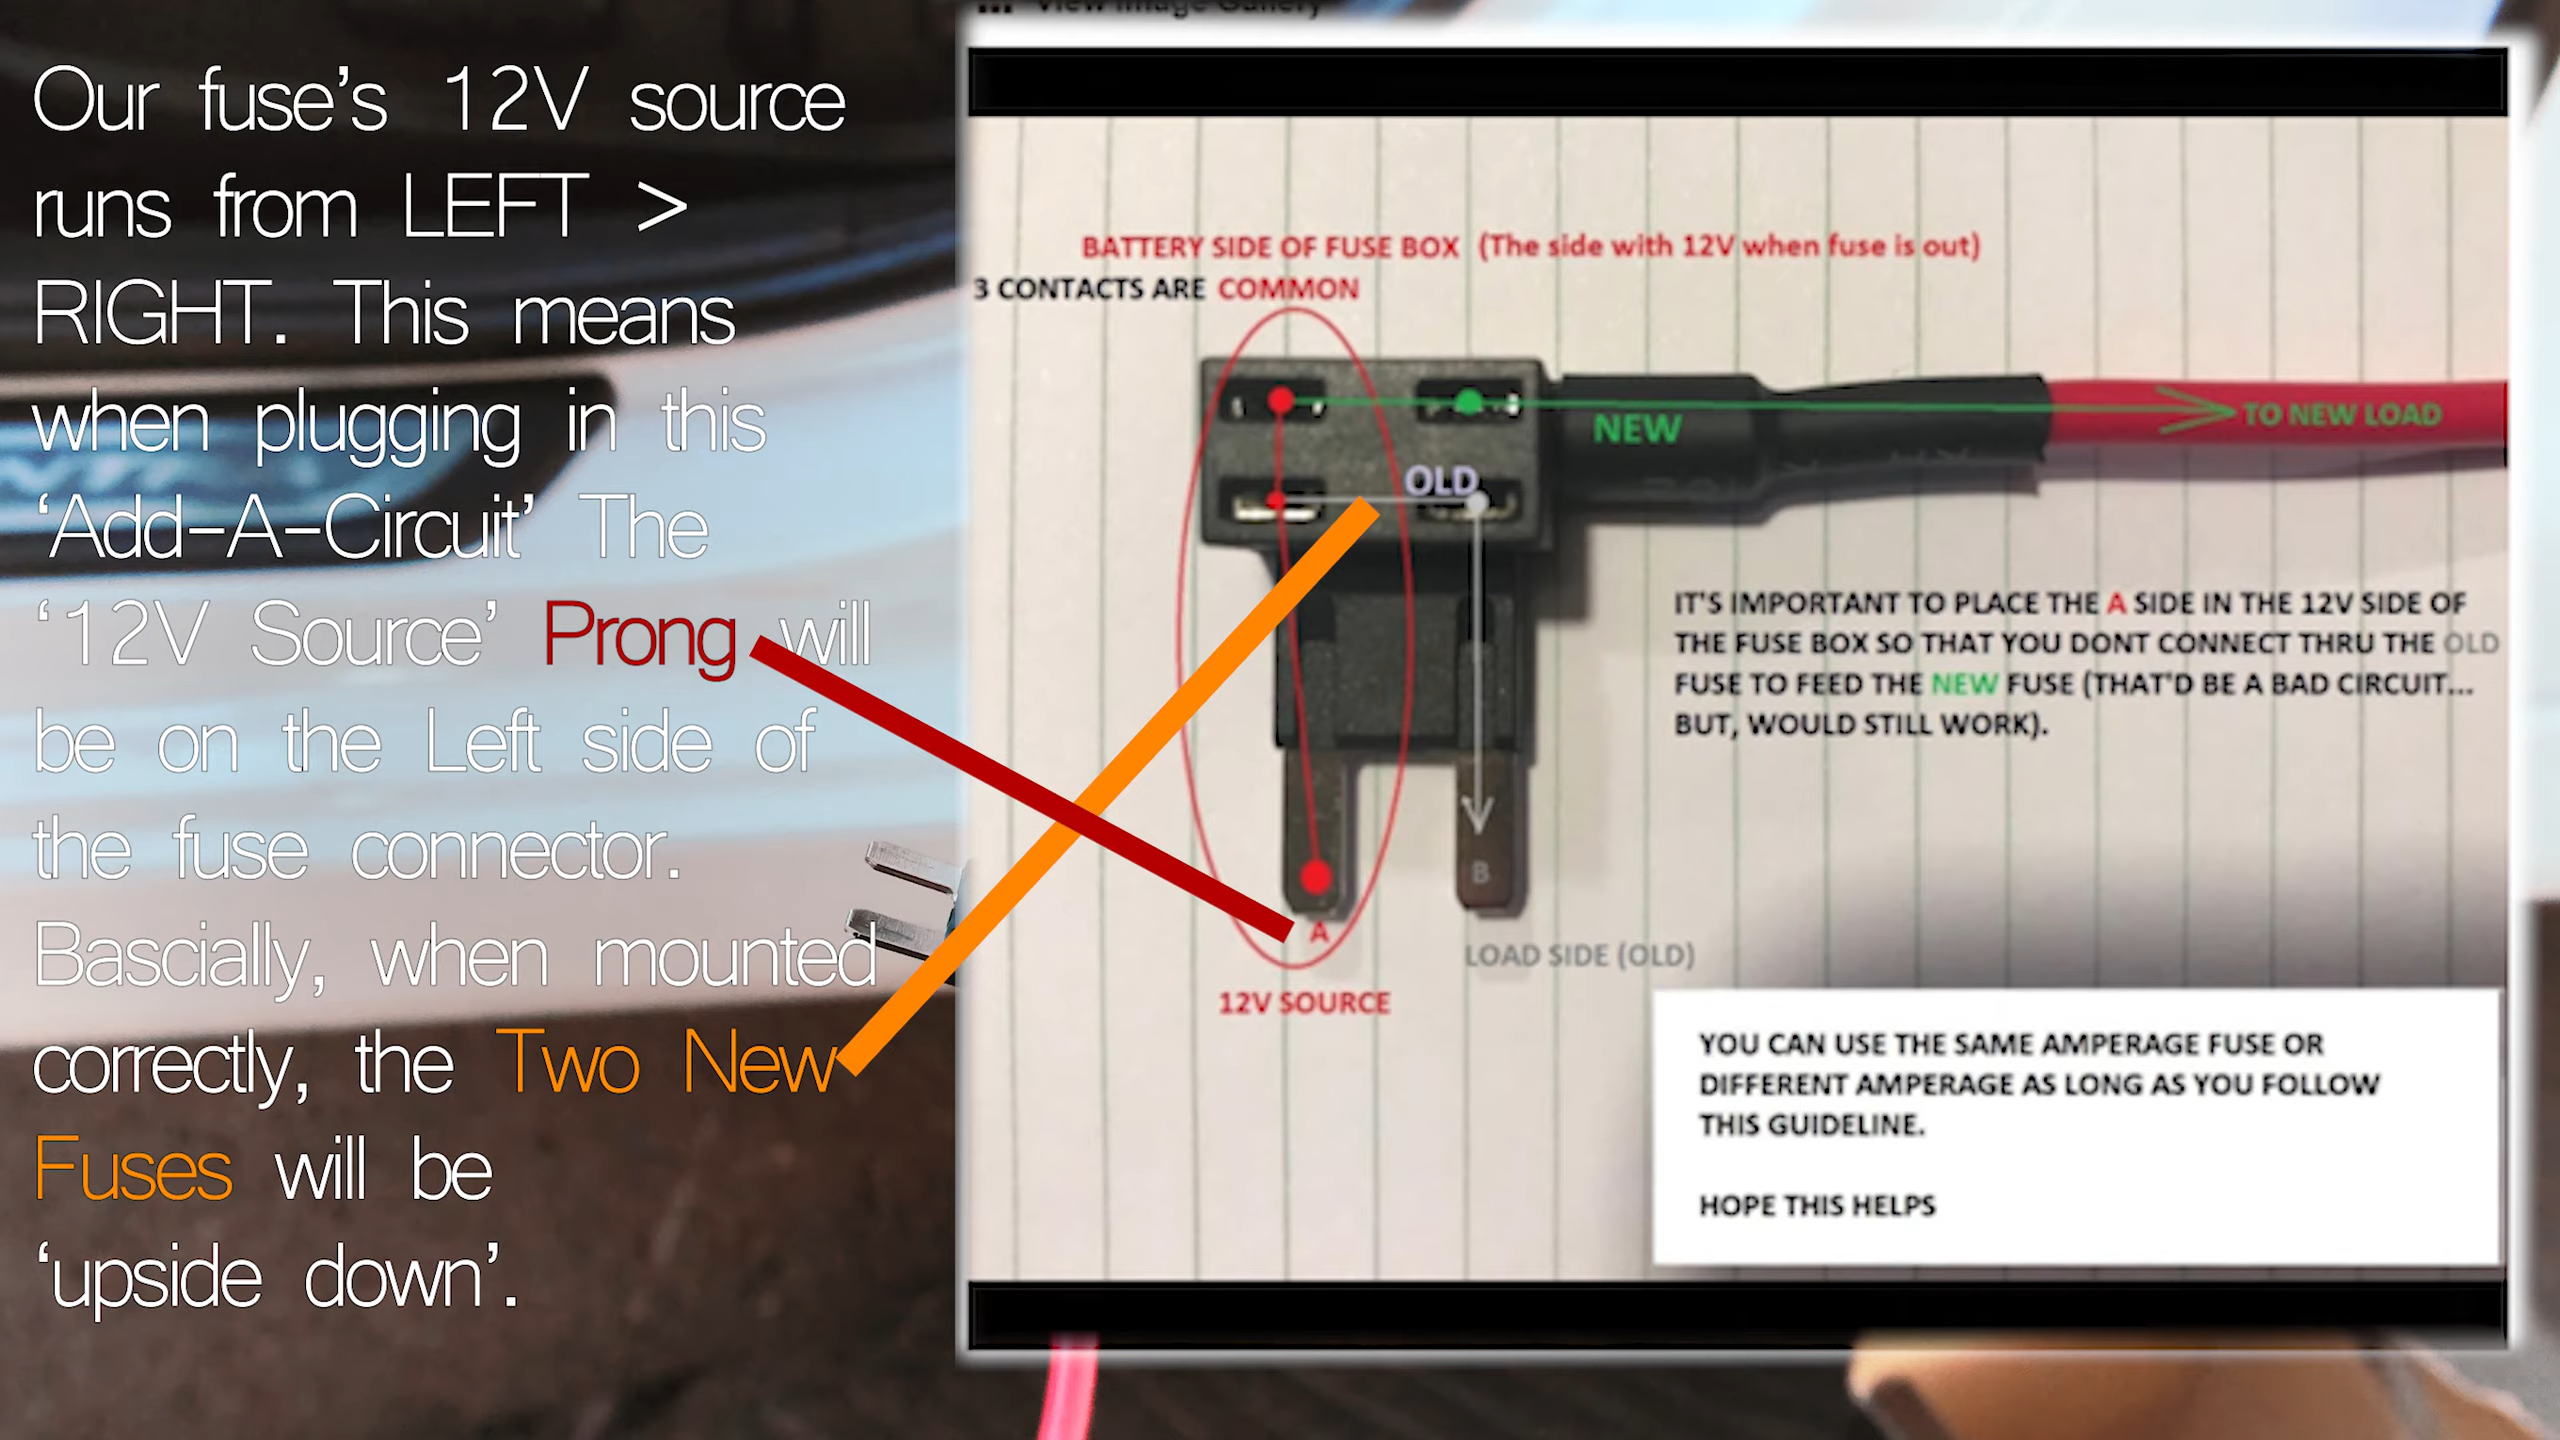 View Image Gallery
Our fuse's 12V source
runs from LEFT >
RIGHT. This means
when plugging in this
'Add-A-Circuit' The
'12V Source' Prong will
be on the Left side of
the fuse connector.
Bascially, when mounted
correctly, the Two New
Fuses will be
'upside down'.
BATTERY SIDE OF FUSE BOX (The side with 12V when fuse is out)
3 CONTACTS ARE COMMON
NEW
TO NEW LOAD
OLD
IT'S IMPORTANT TO PLACE THE A SIDE IN THE 12V SIDE OF
THE FUSE BOX SO THAT YOU DONT CONNECT THRU THE OLD
FUSE TO FEED THE NEW FUSE (THAT'D BE A BAD CIRCUIT...
BUT, WOULD STILL WORK).
B
A
LOAD SIDE (OLD)
12V SOURCE
YOU CAN USE THE SAME AMPERAGE FUSE OR
DIFFERENT AMPERAGE AS LONG AS YOU FOLLOW
THIS GUIDELINE.
HOPE THIS HELPS